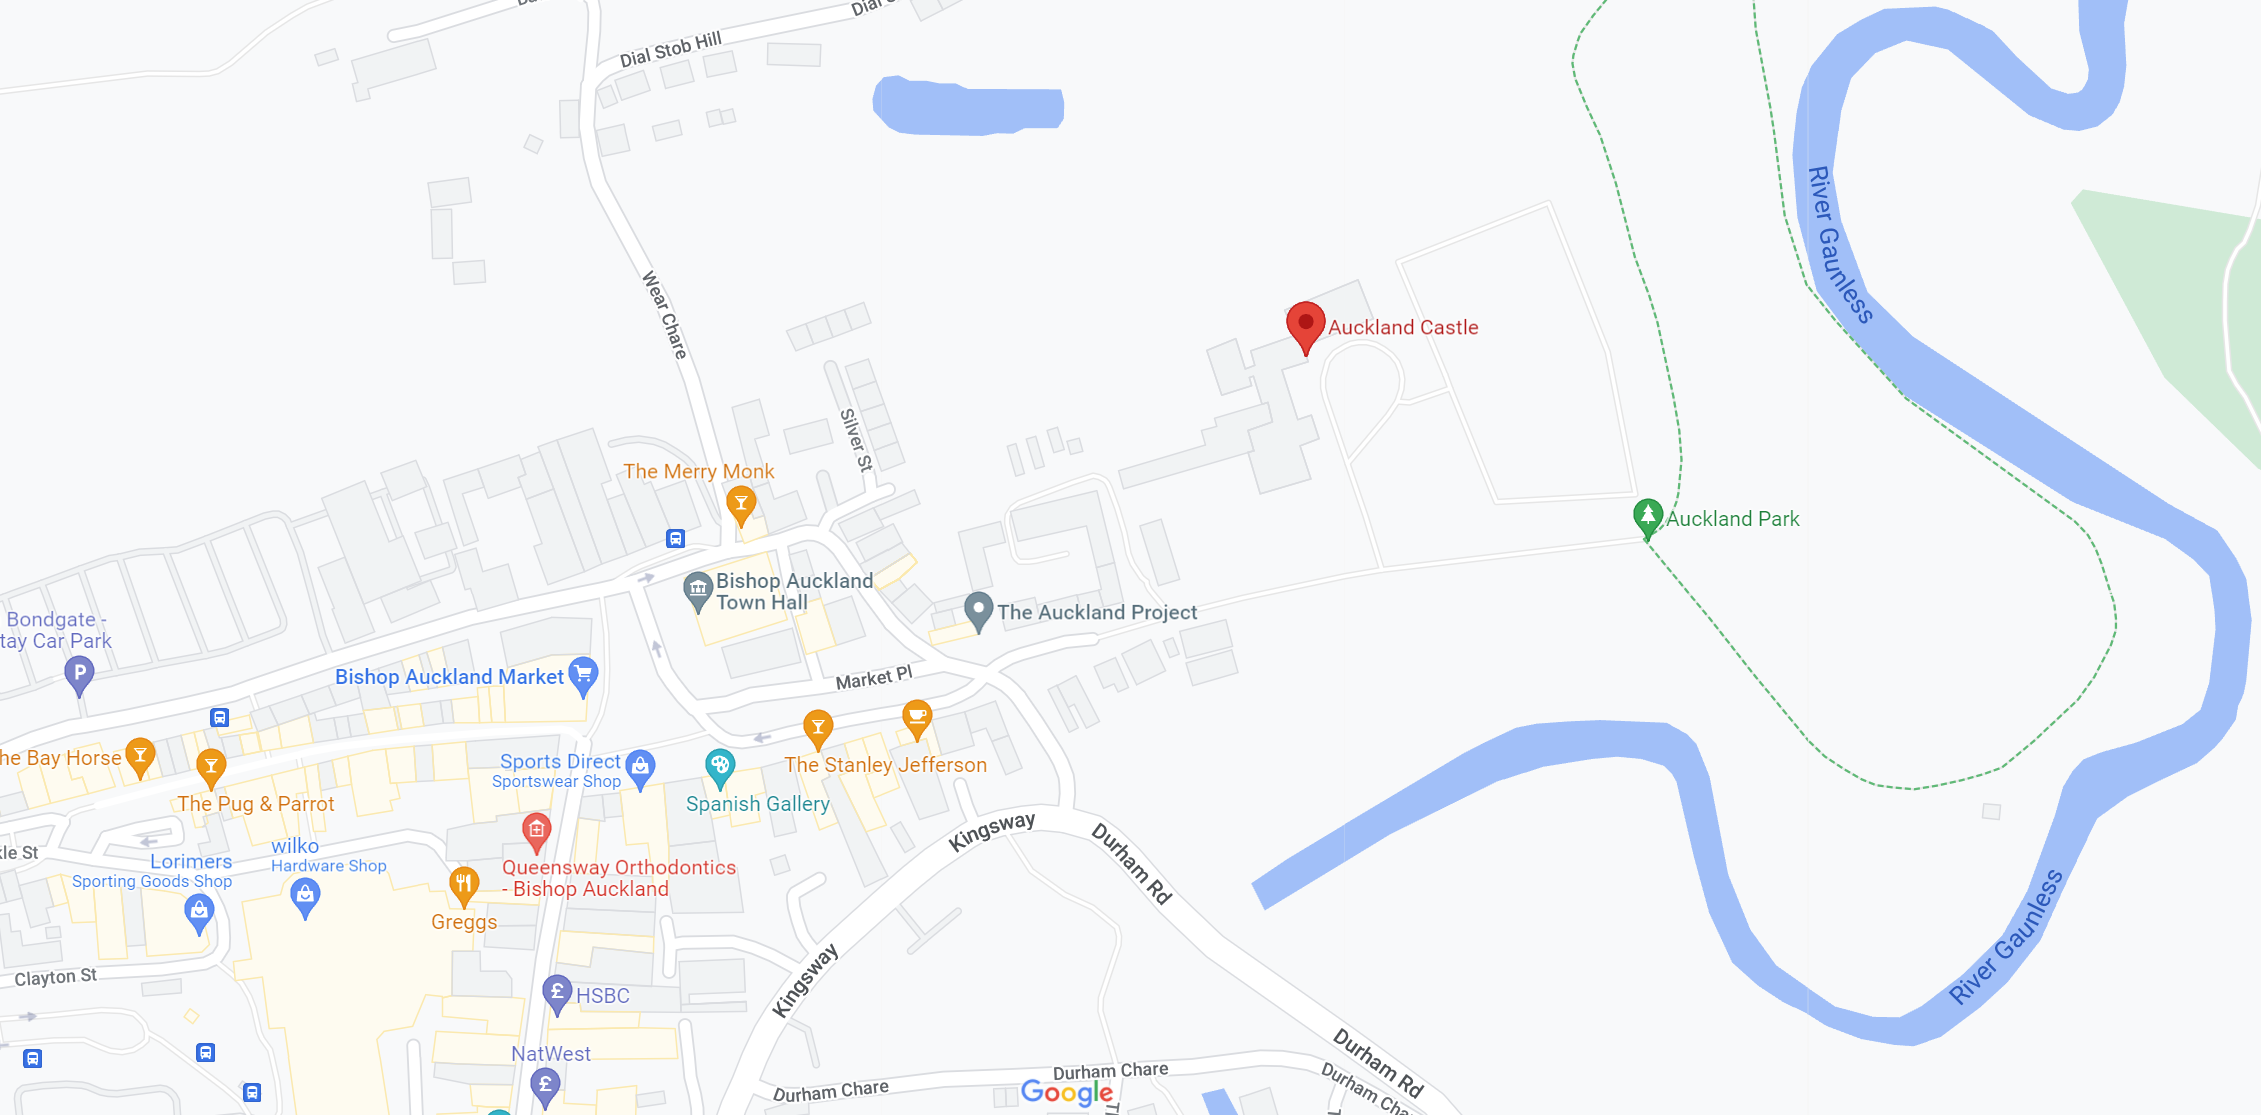 Dial Stob Hill
Dial S
River Gaunless
Wear Chare
Auckland Castle
Silver St
The Merry Monk
Auckland Park
Bishop Auckland
Town Hall
The Auckland Project
Bondgate -
tay Car Park
P
Bishop Auckland Market
Market Pl
he Bay Horse
Sports Direct
Sportswear Shop
The Stanley Jefferson
The Pug & Parrot
Spanish Gallery
Kingsway
Durham Rd
kle St
wilko
Hardware Shop
Lorimers
Sporting Goods Shop
Queensway Orthodontics
- Bishop Auckland
Greggs
River Gaunless
Clayton St
Kingsway
£
HSBC
NatWest
£
Durham Rd
Durham Chare
Durham Chare
Durham Cha
Google